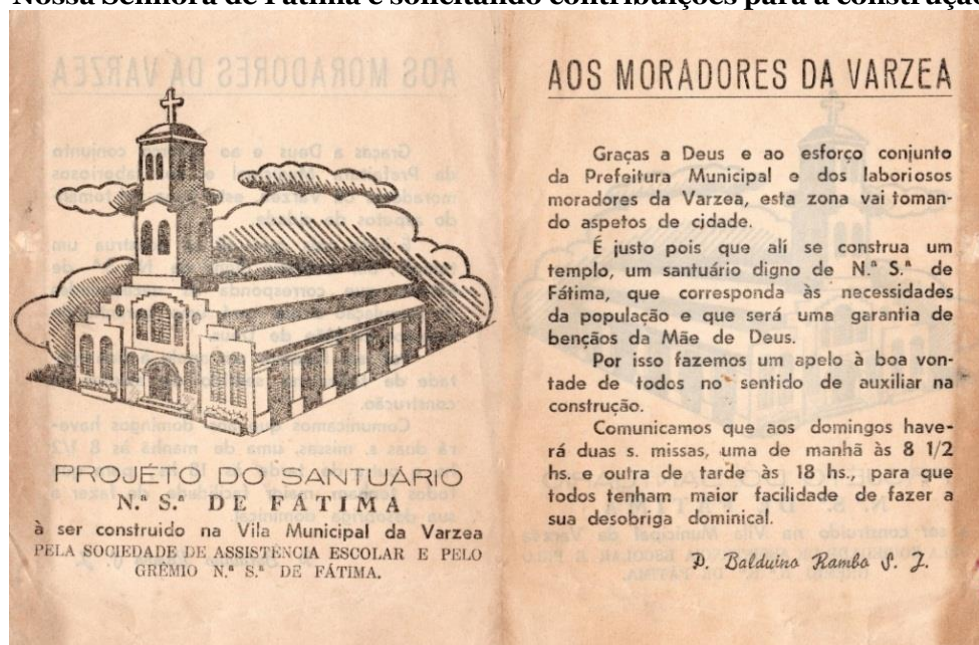 Nossa Senhora de Fátima e solicitando contribuições para a construção
PROJÉTO DO SANTUÁRIO
N.ª S.ª DE FATIMA
à ser construido na Vila Municipal da Varzea
PELA SOCIEDADE DE ASSISTÊNCIA ESCOLAR E PELO
GRÊMIO N.ª S.ª DE FÁTIMA.
AOS MORADORES DA VARZEA
Graças a Deus e ao esforço conjunto
da Prefeitura Municipal e dos laboriosos
moradores da Varzea, esta zona vai toman-
do aspetos de cidade.
É justo pois que alí se construa um
templo, um santuário digno de N.ª S.ª de
Fátima, que corresponda às necessidades
da população e que será uma garantia de
bençãos da Mãe de Deus.
Por isso fazemos um apelo à boa von-
tade de todos no sentido de auxiliar na
construção.
Comunicamos que aos domingos have-
rá duas s. missas, uma de manhã às 8 1/2
hs. e outra de tarde às 18 hs., para que
todos tenham maior facilidade de fazer a
sua desobriga dominical.
P. Balduino Rambo S. J.